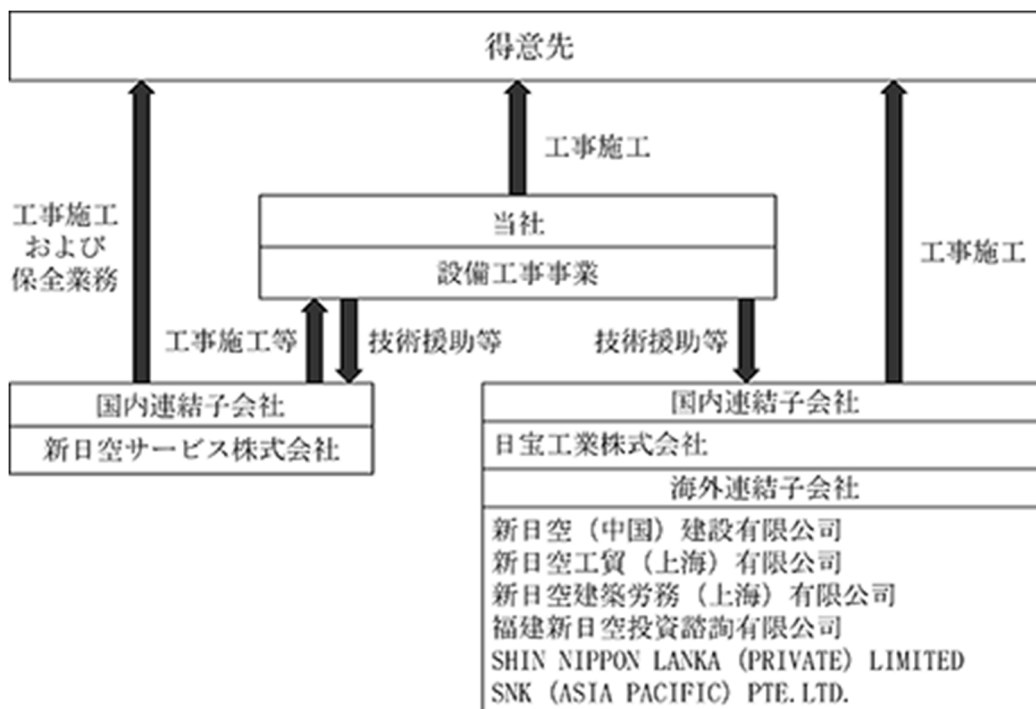 得意先
工事施工
工事施工
および
保全業務
当社
設備工事事業
工事施工
工事施工等
技術援助等
技術援助等
国内連結子会社
新日空サービス株式会社
国内連結子会社
日宝工業株式会社
海外連結子会社
新日空（中国）建設有限公司
新日空工貿（上海）有限公司
新日空建築労務（上海）有限公司
福建新日空投資諮詢有限公司
SHIN NIPPON LANKA (PRIVATE) LIMITED
SNK (ASIA PACIFIC) PTE.LTD.